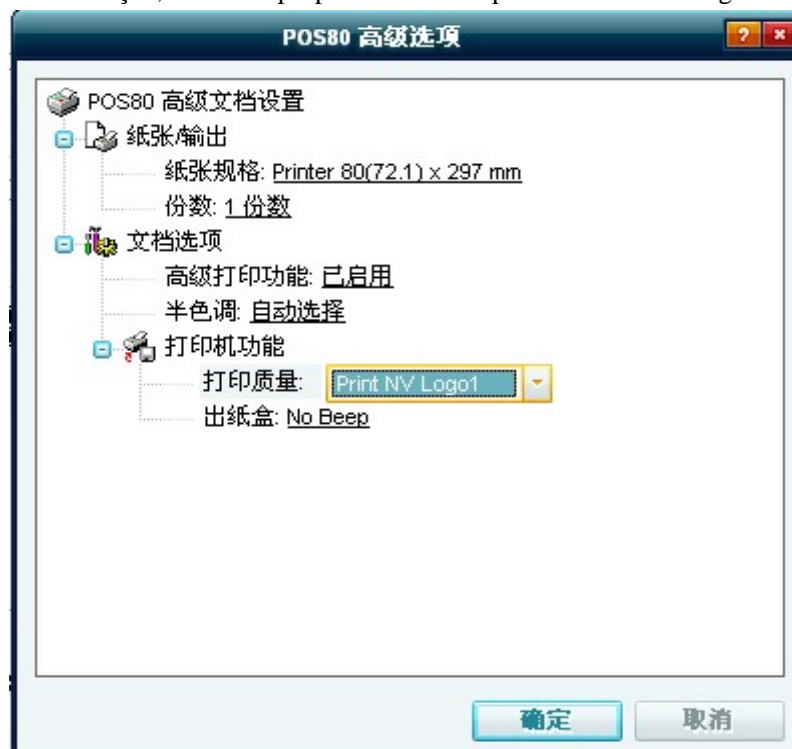 POS80 高级选项
POS80 高级文档设置
纸张/输出
纸张规格: Printer 80(72.1) x 297 mm
份数: 1 份数
文档选项
高级打印功能: 已启用
半色调: 自动选择
打印机功能
打印质量: Print NV Logo1
出纸盒: No Beep
确定 取消